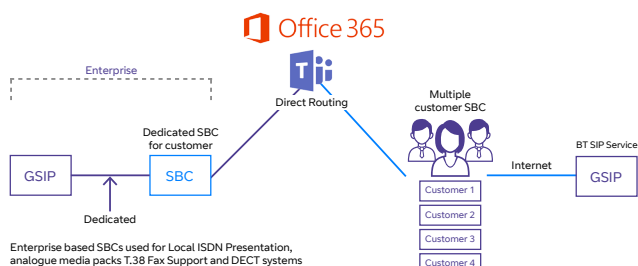 Office 365
Enterprise
T
Direct Routing
Multiple
customer SBC
Dedicated SBC
for customer
BT SIP Service
GSIP
SBC
Internet
GSIP
Customer 1
Dedicated
Customer 2
Customer 3
Customer 4
Enterprise based SBCs used for Local ISDN Presentation,
analogue media packs T.38 Fax Support and DECT systems